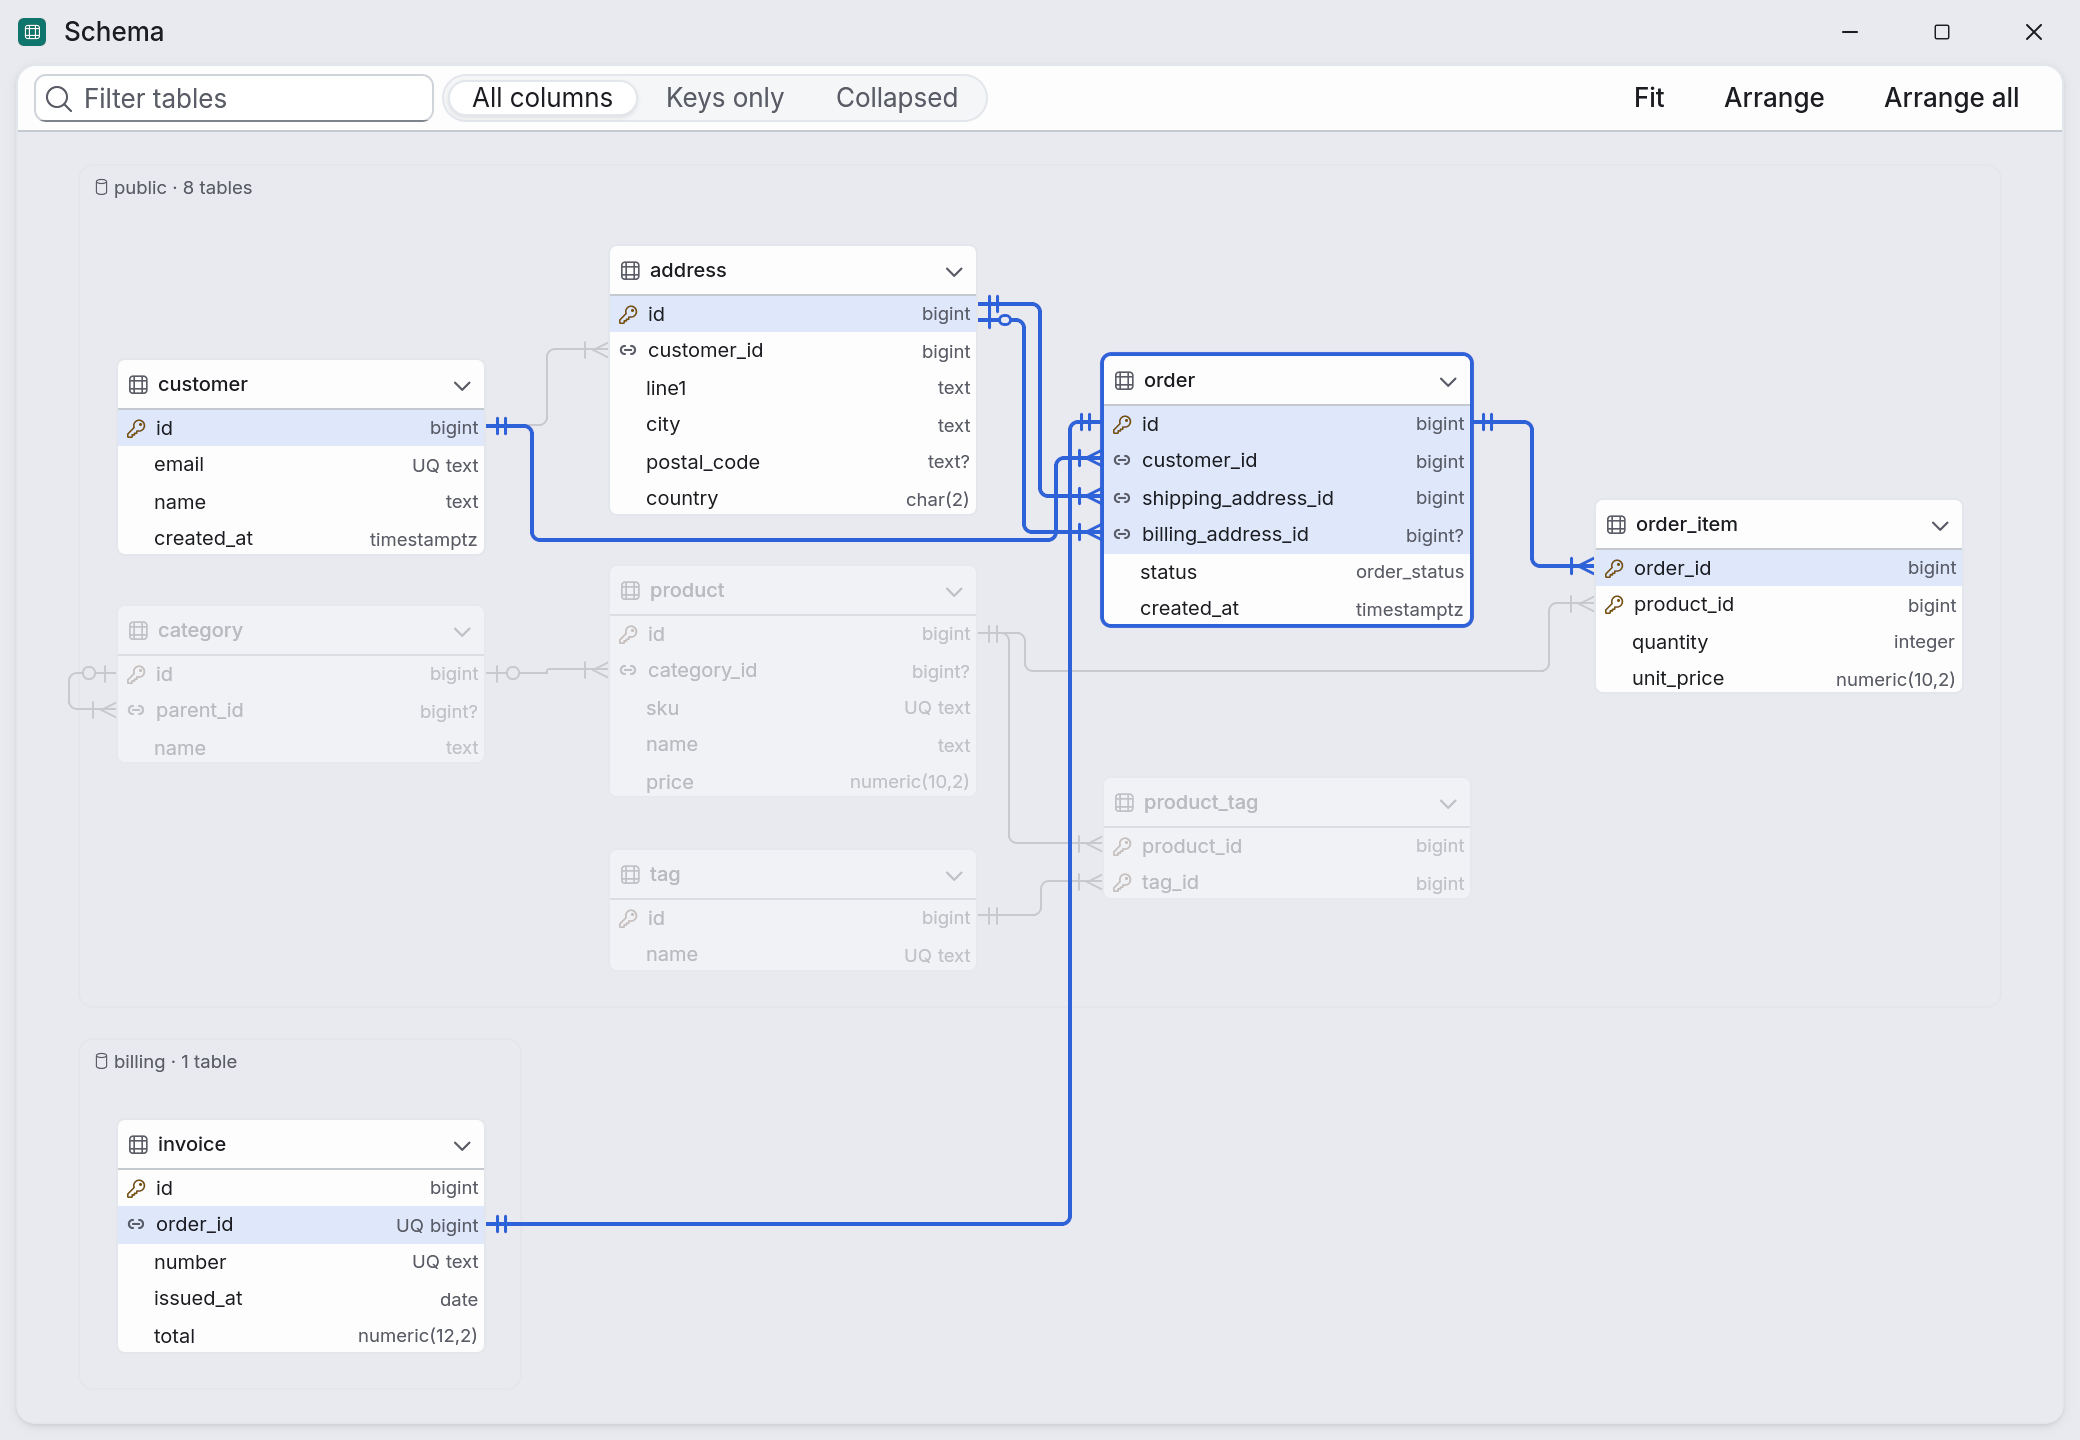 Schema
Filter tables
All columns
Keys only
Collapsed
Fit
Arrange
Arrange all
public · 8 tables
address
id bigint
customer_id bigint
line1 text
city text
postal_code text?
country char(2)
customer
id bigint
email UQ text
name text
created_at timestamptz
order
id bigint
customer_id bigint
shipping_address_id bigint
billing_address_id bigint?
status order_status
created_at timestamptz
order_item
order_id bigint
product_id bigint
quantity integer
unit_price numeric(10,2)
category
id bigint
parent_id bigint?
name text
product
id bigint
category_id bigint?
sku UQ text
name text
price numeric(10,2)
product_tag
product_id bigint
tag_id bigint
tag
id bigint
name UQ text
billing · 1 table
invoice
id bigint
order_id UQ bigint
number UQ text
issued_at date
total numeric(12,2)